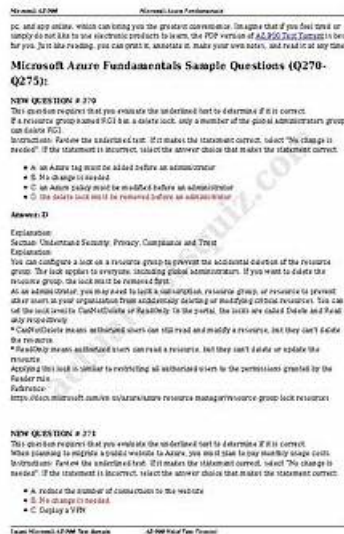 Microsoft AZ-900 Microsoft Azure Fundamentals
pc, and app online, which can bring you the greatest convenience. Imagine that if you feel tired or
simply do not like to use electronic products to learn, the PDF version of AZ-900 Test Torrent is best
for you. Just like reading, you can print it, annotate it, make your own notes, and read it at any time.
Microsoft Azure Fundamentals Sample Questions (Q270-
Q275):
NEW QUESTION # 270
This question requires that you evaluate the underlined text to determine if it is correct.
If a resource group named RG1 has a delete lock, only a member of the global administrators group
can delete RG1.
Instructions: Review the underlined text. If it makes the statement correct, select "No change is
needed". If the statement is incorrect, select the answer choice that makes the statement correct.
A. an Azure tag must be added before an administrator
B. No change is needed
C. an Azure policy must be modified before an administrator
D. the delete lock must be removed before an administrator
Answer: D
Explanation
Section: Understand Security, Privacy, Compliance and Trust
Explanation:
You can configure a lock on a resource group to prevent the accidental deletion of the resource
group. The lock applies to everyone, including global administrators. If you want to delete the
resource group, the lock must be removed first.
As an administrator, you may need to lock a subscription, resource group, or resource to prevent
other users in your organization from accidentally deleting or modifying critical resources. You can
set the lock level to CanNotDelete or ReadOnly. In the portal, the locks are called Delete and Read-
only respectively.
* CanNotDelete means authorized users can still read and modify a resource, but they can't delete
the resource.
* ReadOnly means authorized users can read a resource, but they can't delete or update the
resource.
Applying this lock is similar to restricting all authorized users to the permissions granted by the
Reader role.
Reference:
https://docs.microsoft.com/en-us/azure/azure-resource-manager/resource-group-lock-resources
NEW QUESTION # 271
This question requires that you evaluate the underlined text to determine if it is correct.
When planning to migrate a public website to Azure, you must plan to pay monthly usage costs.
Instructions: Review the underlined text. If it makes the statement correct, select "No change is
needed". If the statement is incorrect, select the answer choice that makes the statement correct.
A. reduce the number of connections to the website
B. No change is needed
C. Deploy a VPN